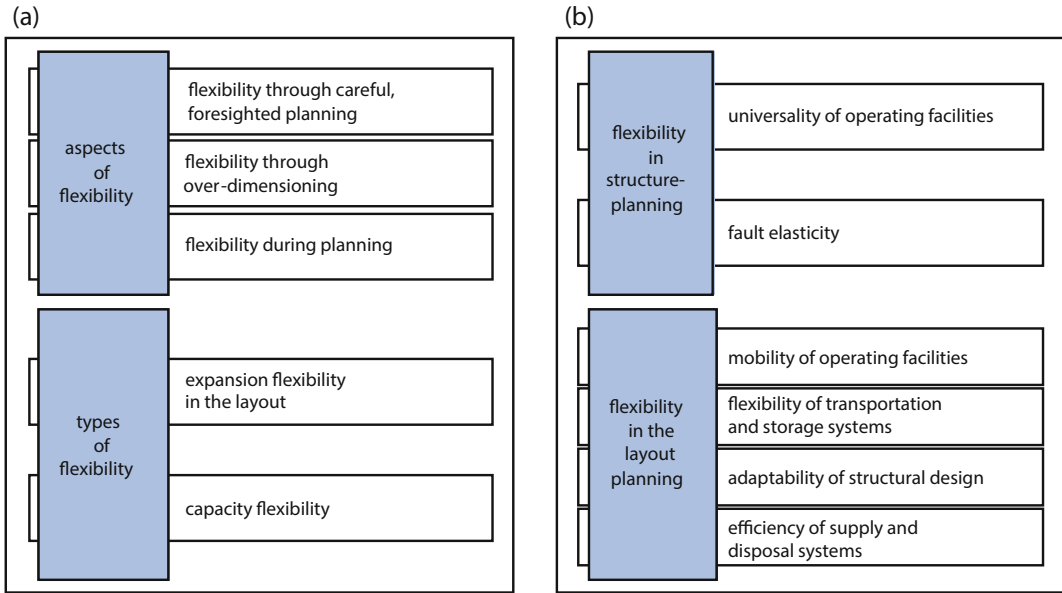 (a)
aspects
of
flexibility
flexibility through careful,
foresighted planning
flexibility through
over-dimensioning
flexibility during planning
types
of
flexibility
expansion flexibility
in the layout
capacity flexibility
(b)
flexibility
in
structure-
planning
universality of operating facilities
fault elasticity
flexibility
in the
layout
planning
mobility of operating facilities
flexibility of transportation
and storage systems
adaptability of structural design
efficiency of supply and
disposal systems